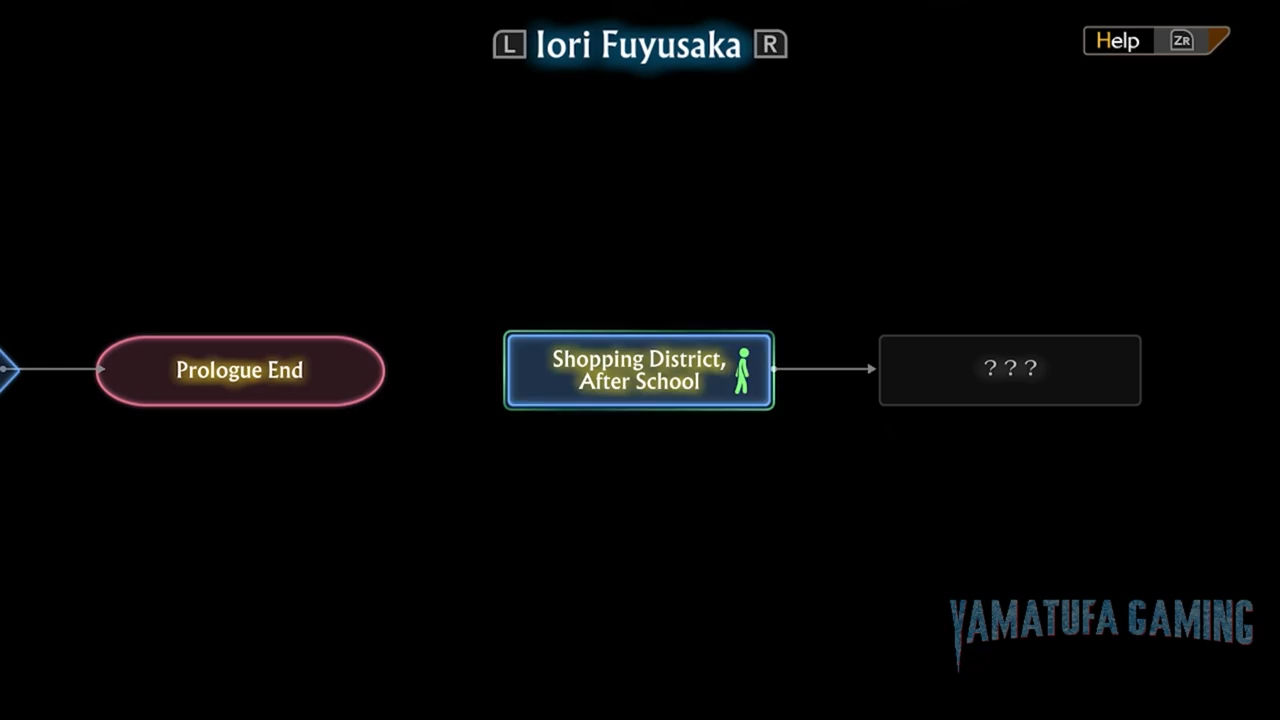 L Iori Fuyusaka R
Help ZR
Prologue End
Shopping District,
After School
? ? ?
YAMATUFA GAMING